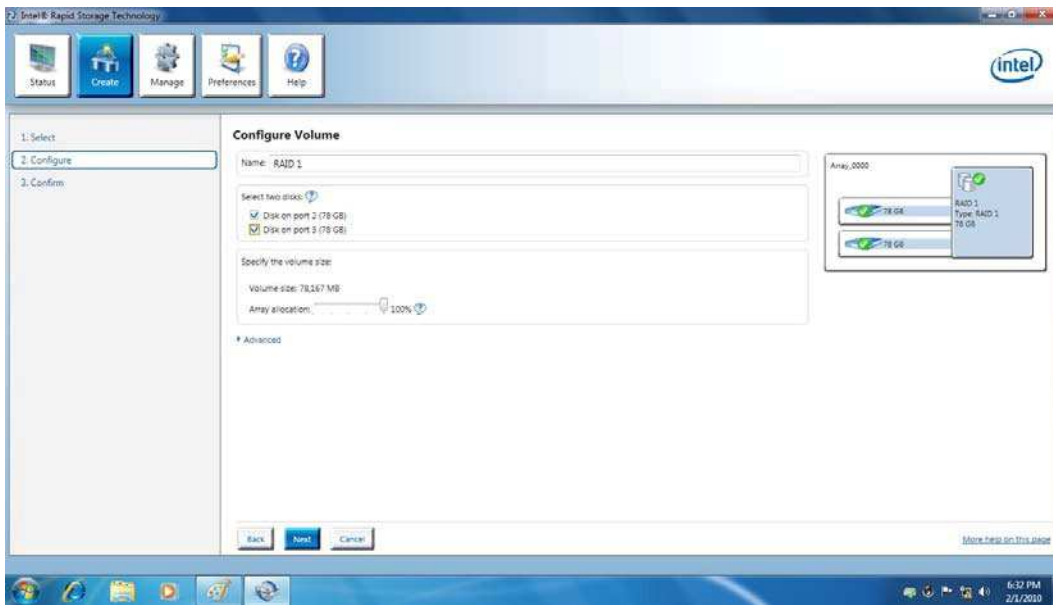 Intel® Rapid Storage Technology
Status
Create
Manage
Preferences
Help
intel
1. Select
2. Configure
3. Confirm
Configure Volume
Name: RAID 1
Select two disks:
Disk on port 2 (78 GB)
Disk on port 3 (78 GB)
Specify the volume size:
Volume size: 78,167 MB
Array allocation: 100%
Advanced
Array_0000
78 GB
78 GB
RAID 1
Type: RAID 1
78 GB
Back
Next
Cancel
More help on this page
6:32 PM
2/1/2010